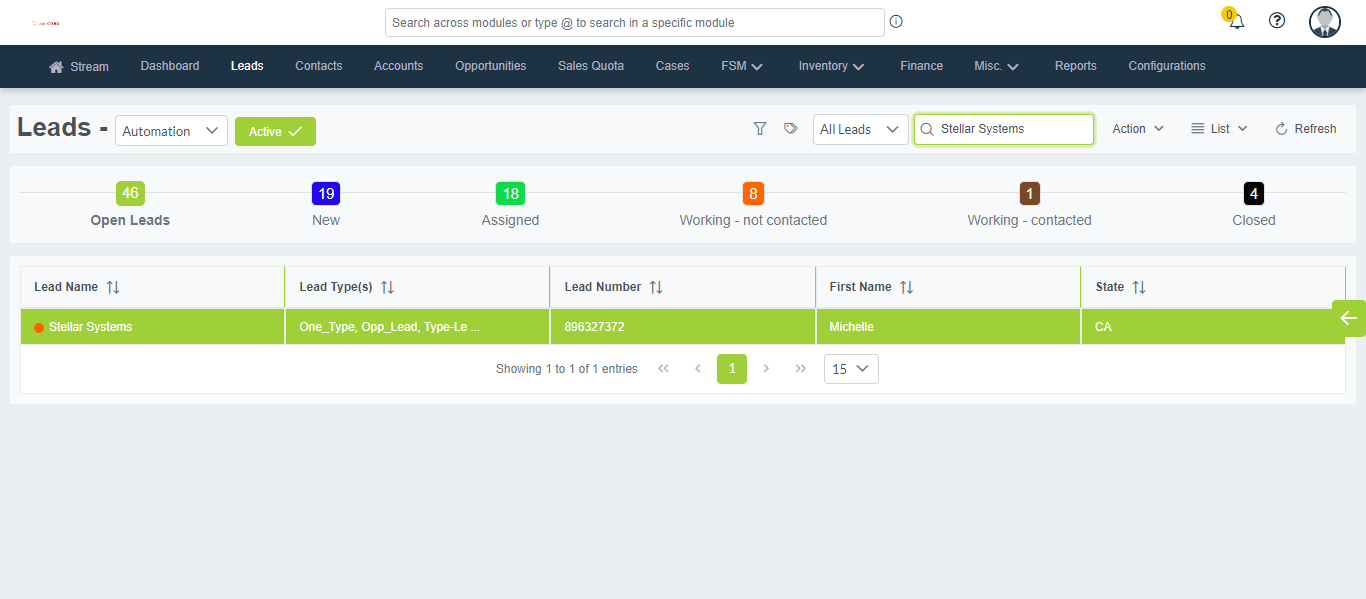 Search across modules or type @ to search in a specific module
0
Stream Dashboard Leads Contacts Accounts Opportunities Sales Quota Cases FSM Inventory Finance Misc. Reports Configurations
Leads - Automation Active All Leads Stellar Systems Action List Refresh
46 19 18 8 1 4
Open Leads New Assigned Working - not contacted Working - contacted Closed
Lead Name Lead Type(s) Lead Number First Name State
Stellar Systems One_Type, Opp_Lead, Type-Le ... 896327372 Michelle CA
Showing 1 to 1 of 1 entries << < 1 > >> 15